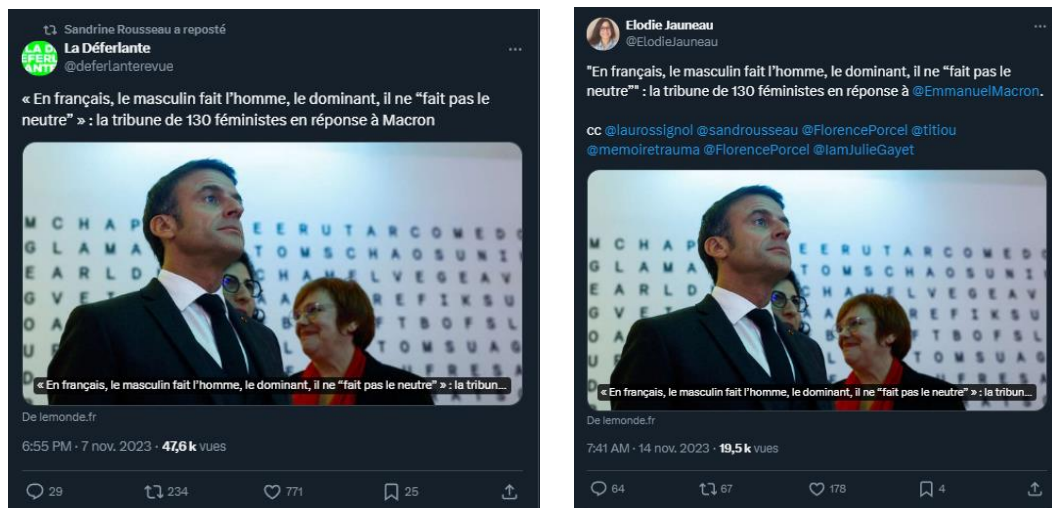 Sandrine Rousseau a reposté
La Déferlante
@deferlanterevue
« En français, le masculin fait l'homme, le dominant, il ne “fait pas le
neutre” » : la tribune de 130 féministes en réponse à Macron
« En français, le masculin fait l'homme, le dominant, il ne “fait pas le neutre” » : la tribun...
De lemonde.fr
6:55 PM · 7 nov. 2023 · 47,6 k vues
29 234 771 25
Elodie Jauneau
@ElodieJauneau
"En français, le masculin fait l'homme, le dominant, il ne “fait pas le
neutre"" : la tribune de 130 féministes en réponse à @EmmanuelMacron.
cc @laurossignol @sandrousseau @FlorencePorcel @titiou
@memoiretrauma @FlorencePorcel @IamJulieGayet
« En français, le masculin fait l'homme, le dominant, il ne “fait pas le neutre” » : la tribun...
De lemonde.fr
7:41 AM · 14 nov. 2023 · 19,5 k vues
64 67 178 4